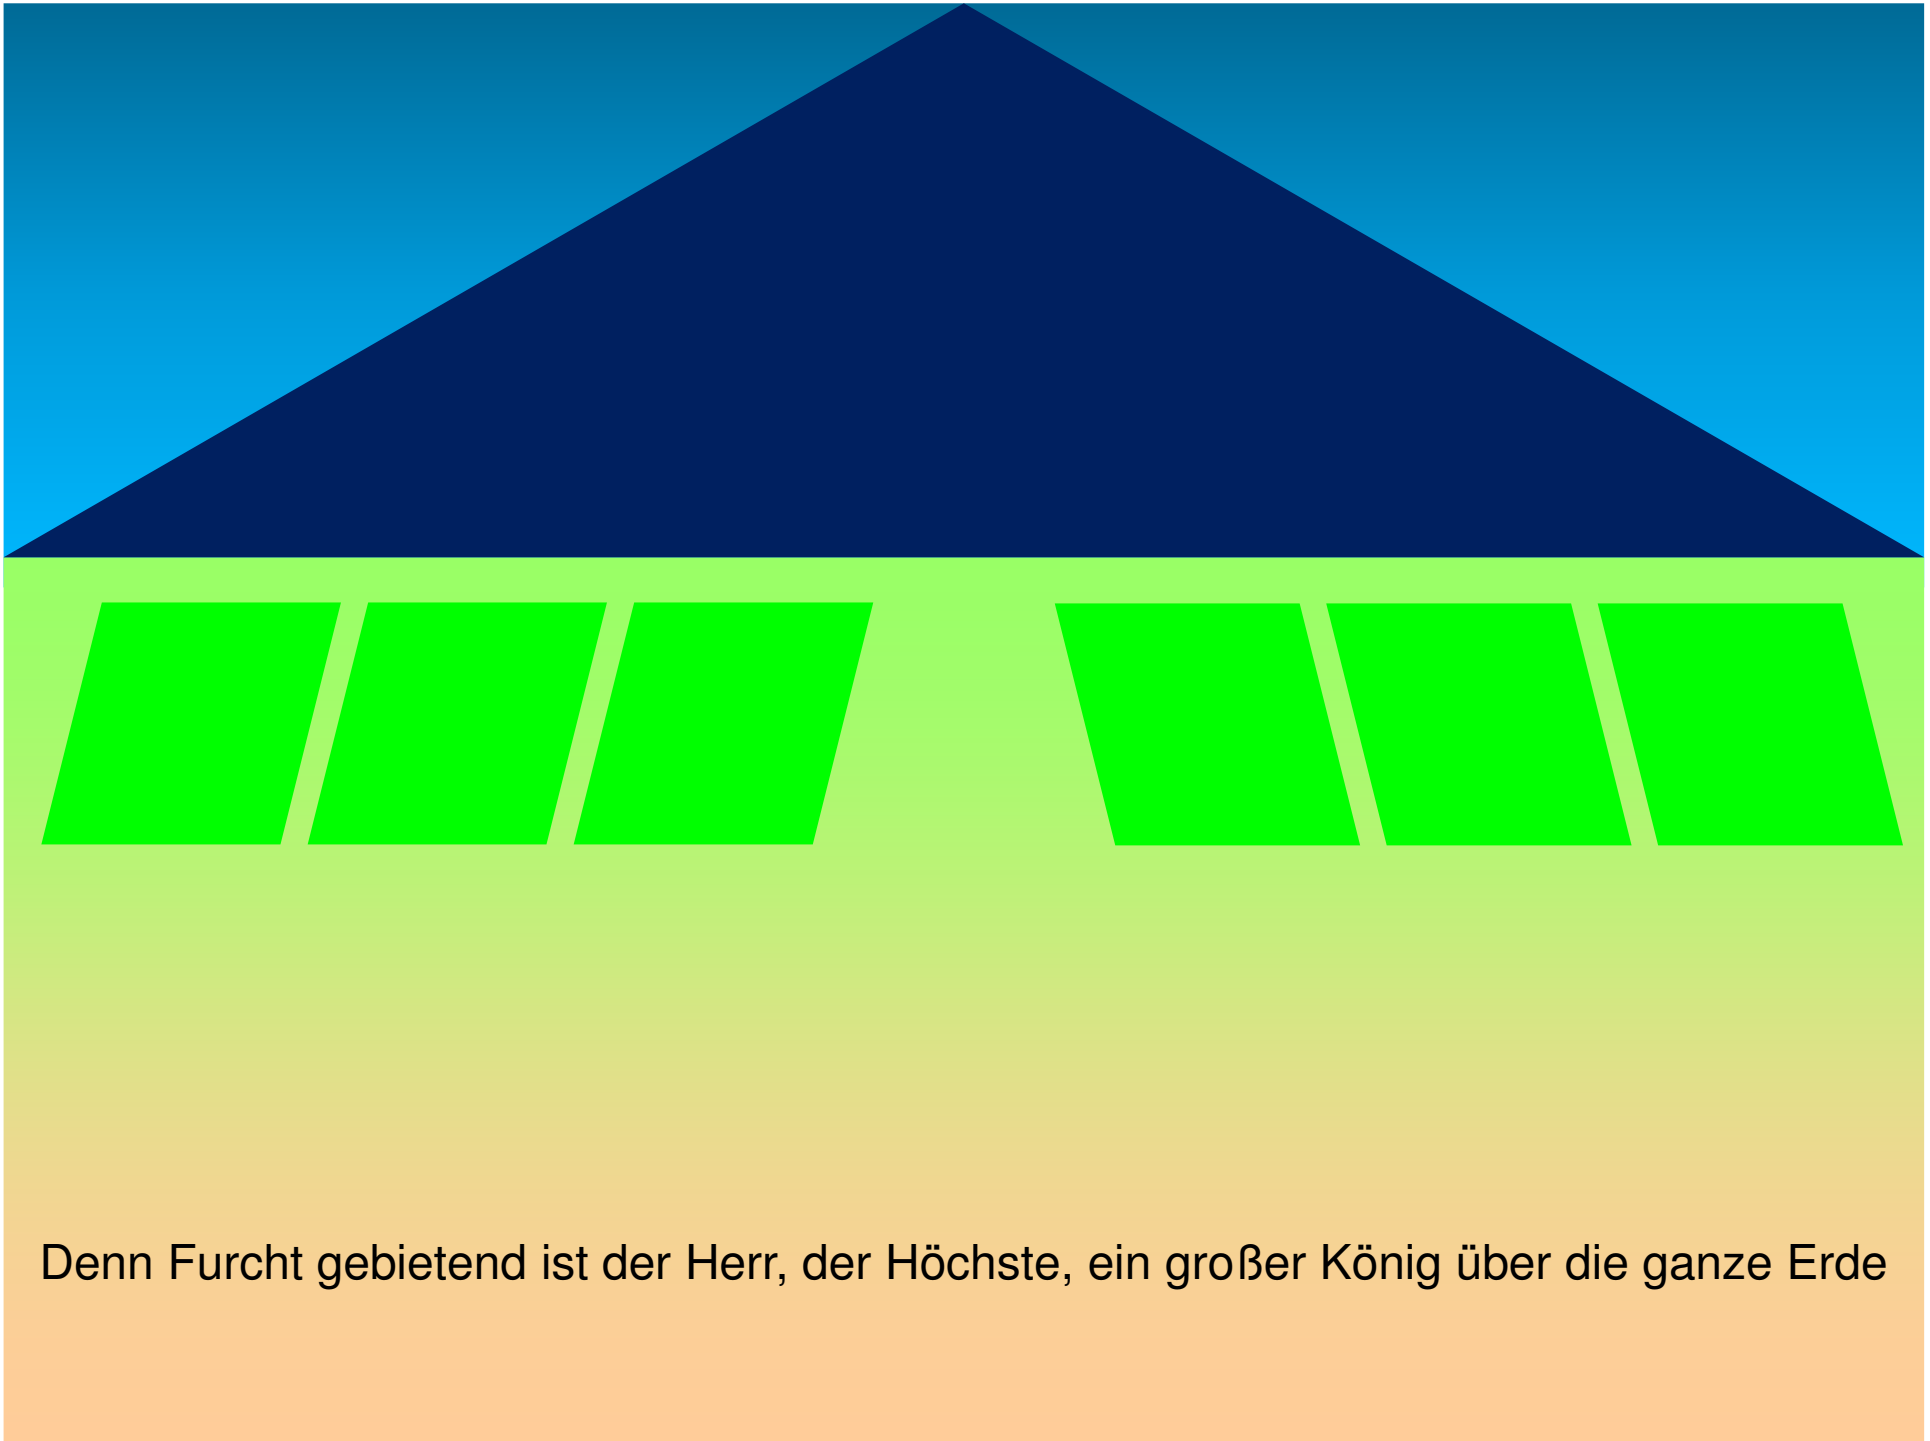 Denn Furcht gebietend ist der Herr, der Höchste, ein großer König über die ganze Erde